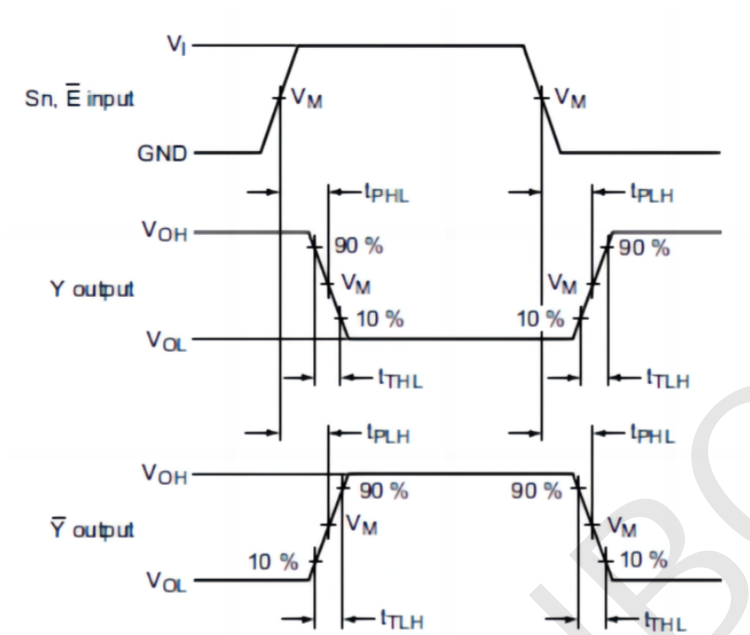 VI
Sn, E̅ input
VM
VM
GND
tPHL
tPLH
VOH
90 %
90 %
Y output
VM
VM
10 %
10 %
VOL
tTHL
tTLH
tPLH
tPHL
VOH
90 %
90 %
Y̅ output
VM
VM
10 %
10 %
VOL
tTLH
tTHL